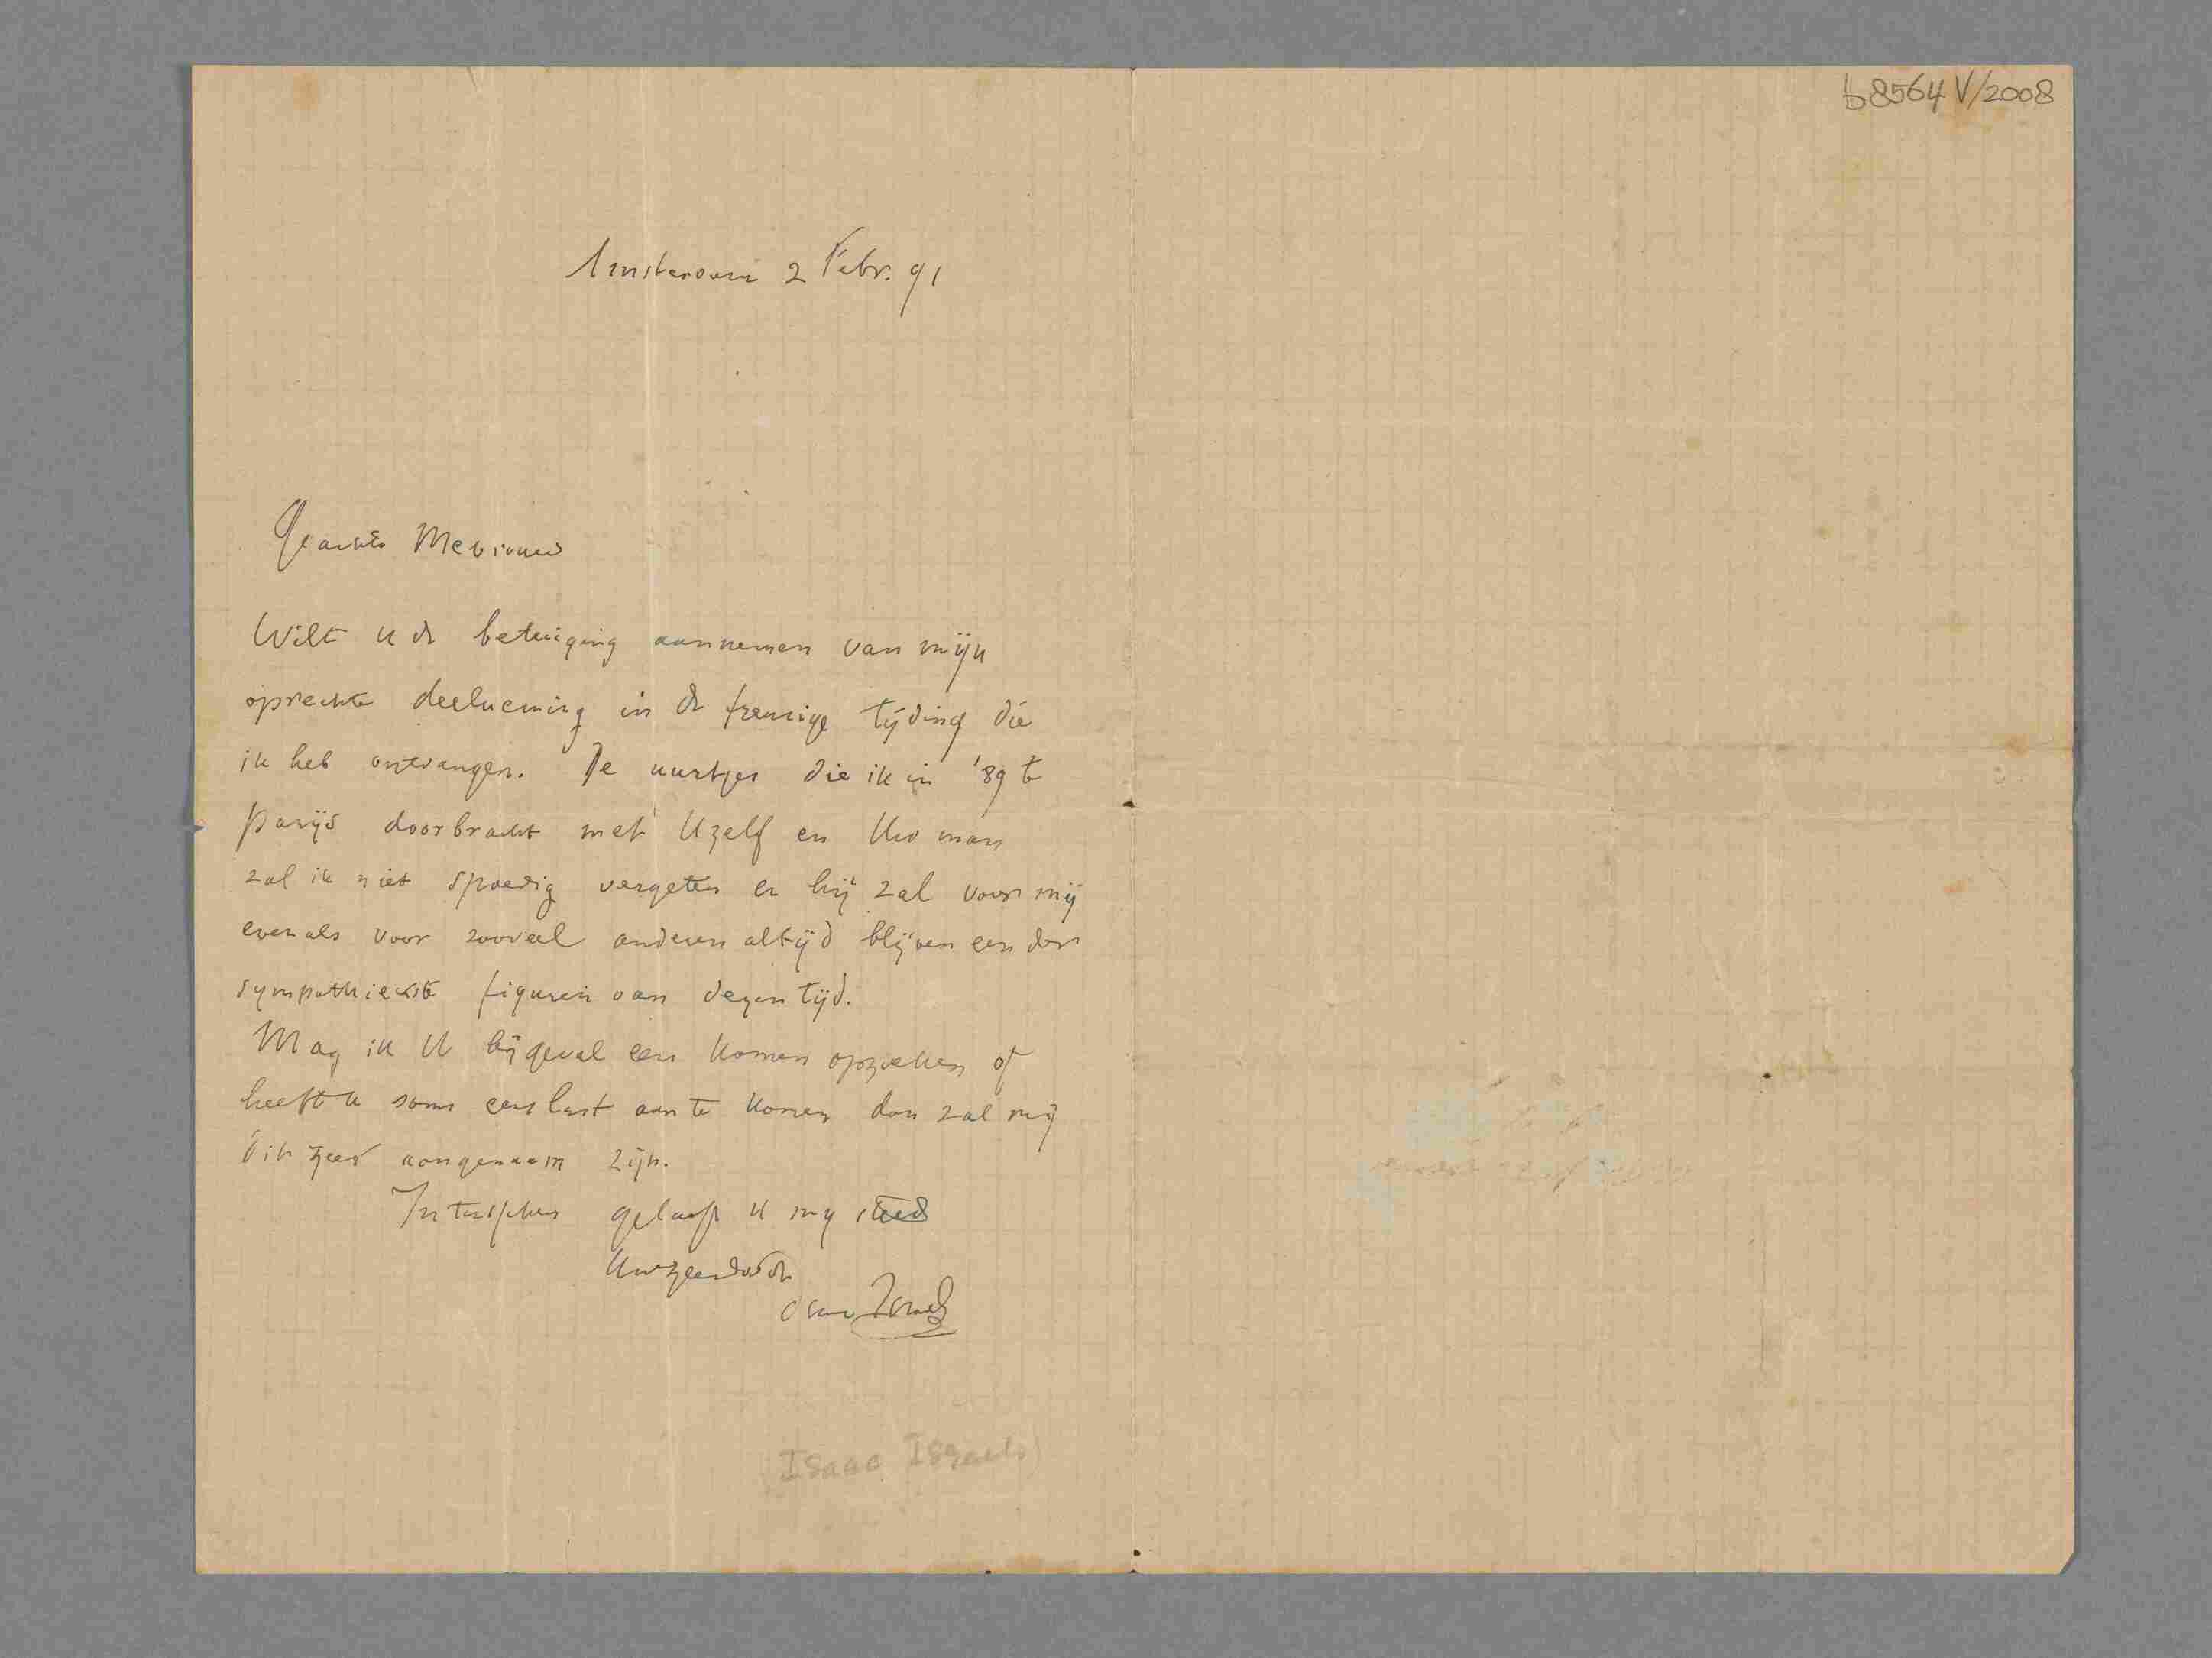 b8564 V/2008
Amsterdam 2 Febr. 91
Geachte Mevrouw
Wilt u de betuiging aannemen van mijn
oprechte deelneming in de treurige tijding die
ik heb ontvangen. De uurtjes die ik in '89 te
Parijs doorbracht met Uzelf en Uw man
zal ik niet spoedig vergeten en hij zal voor mij
evenals voor zooveel anderen altijd blijven een der
sympathiekste figuren van dezen tijd.
Mag ik U bijgeval eens komen opzoeken of
heeft u soms eens lust aan te komen dan zal mij
dit zeer aangenaam zijn.
Intusschen geloof U mij steeds
Uw zeer dw dr
Isaac Israels
Isaac Israels